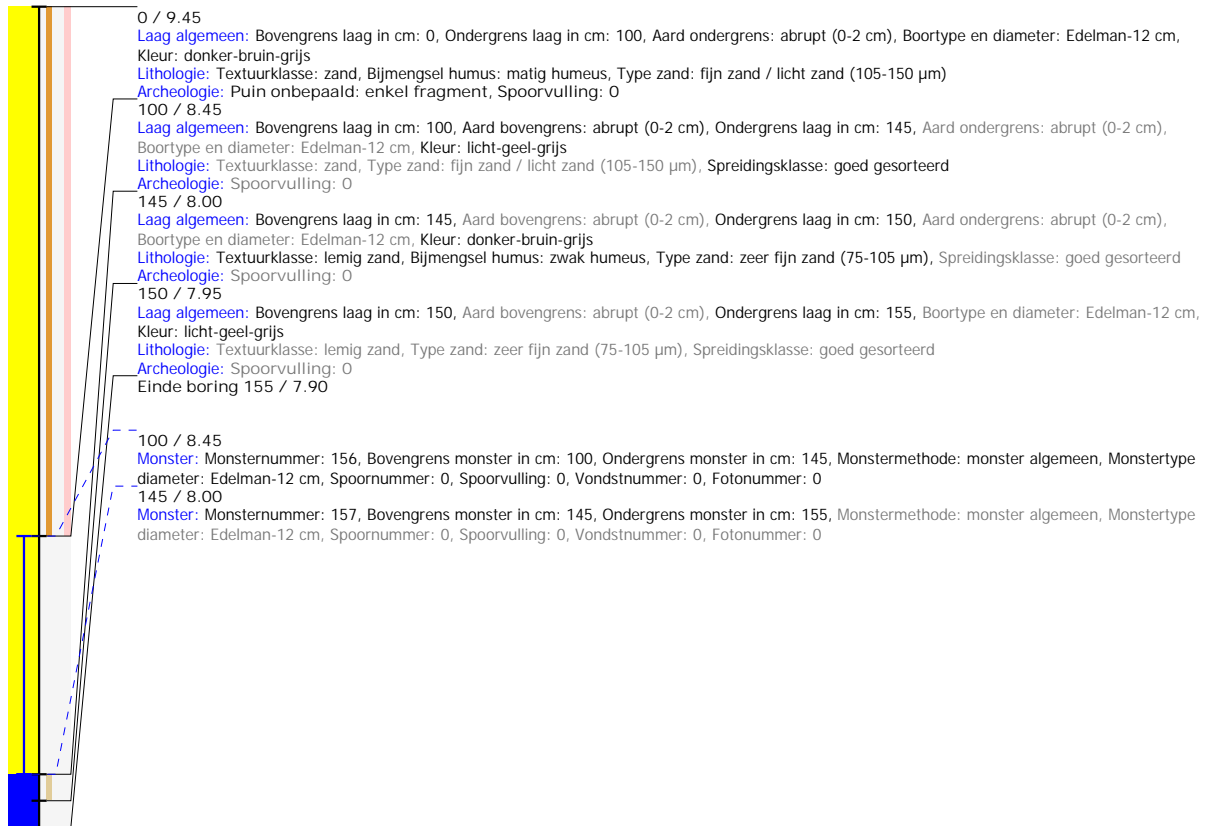 0 / 9.45
Laag algemeen: Bovengrens laag in cm: 0, Ondergrens laag in cm: 100, Aard ondergrens: abrupt (0-2 cm), Boortype en diameter: Edelman-12 cm,
Kleur: donker-bruin-grijs
Lithologie: Textuurklasse: zand, Bijmengsel humus: matig humeus, Type zand: fijn zand / licht zand (105-150 µm)
Archeologie: Puin onbepaald: enkel fragment, Spoorvulling: 0
100 / 8.45
Laag algemeen: Bovengrens laag in cm: 100, Aard bovengrens: abrupt (0-2 cm), Ondergrens laag in cm: 145, Aard ondergrens: abrupt (0-2 cm),
Boortype en diameter: Edelman-12 cm, Kleur: licht-geel-grijs
Lithologie: Textuurklasse: zand, Type zand: fijn zand / licht zand (105-150 µm), Spreidingsklasse: goed gesorteerd
Archeologie: Spoorvulling: 0
145 / 8.00
Laag algemeen: Bovengrens laag in cm: 145, Aard bovengrens: abrupt (0-2 cm), Ondergrens laag in cm: 150, Aard ondergrens: abrupt (0-2 cm),
Boortype en diameter: Edelman-12 cm, Kleur: donker-bruin-grijs
Lithologie: Textuurklasse: lemig zand, Bijmengsel humus: zwak humeus, Type zand: zeer fijn zand (75-105 µm), Spreidingsklasse: goed gesorteerd
Archeologie: Spoorvulling: 0
150 / 7.95
Laag algemeen: Bovengrens laag in cm: 150, Aard bovengrens: abrupt (0-2 cm), Ondergrens laag in cm: 155, Boortype en diameter: Edelman-12 cm,
Kleur: licht-geel-grijs
Lithologie: Textuurklasse: lemig zand, Type zand: zeer fijn zand (75-105 µm), Spreidingsklasse: goed gesorteerd
Archeologie: Spoorvulling: 0
Einde boring 155 / 7.90
100 / 8.45
Monster: Monsternummer: 156, Bovengrens monster in cm: 100, Ondergrens monster in cm: 145, Monstermethode: monster algemeen, Monstertype
diameter: Edelman-12 cm, Spoornummer: 0, Spoorvulling: 0, Vondstnummer: 0, Fotonummer: 0
145 / 8.00
Monster: Monsternummer: 157, Bovengrens monster in cm: 145, Ondergrens monster in cm: 155, Monstermethode: monster algemeen, Monstertype
diameter: Edelman-12 cm, Spoornummer: 0, Spoorvulling: 0, Vondstnummer: 0, Fotonummer: 0